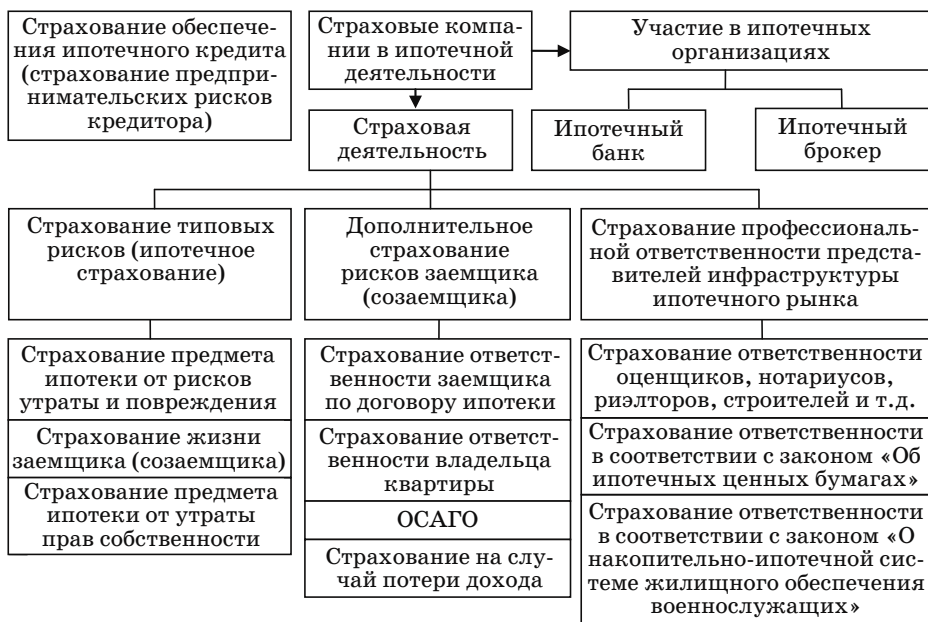 Страхование обеспече-
ния ипотечного кредита
(страхование предпри-
нимательских рисков
кредитора)
Страховые компа-
нии в ипотечной
деятельности
Участие в ипотечных
организациях
Страховая
деятельность
Ипотечный
банк
Ипотечный
брокер
Страхование типовых
рисков (ипотечное
страхование)
Дополнительное
страхование
рисков заемщика
(созаемщика)
Страхование профессиональ-
ной ответственности предста-
вителей инфраструктуры
ипотечного рынка
Страхование предмета
ипотеки от рисков
утраты и повреждения
Страхование жизни
заемщика (созаемщика)
Страхование предмета
ипотеки от утраты
прав собственности
Страхование ответст-
венности заемщика
по договору ипотеки
Страхование ответст-
венности владельца
квартиры
ОСАГО
Страхование на слу-
чай потери дохода
Страхование ответственности
оценщиков, нотариусов,
риэлторов, строителей и т.д.
Страхование ответственности
в соответствии с законом «Об
ипотечных ценных бумагах»
Страхование ответственности
в соответствии с законом «О
накопительно-ипотечной сис-
теме жилищного обеспечения
военнослужащих»